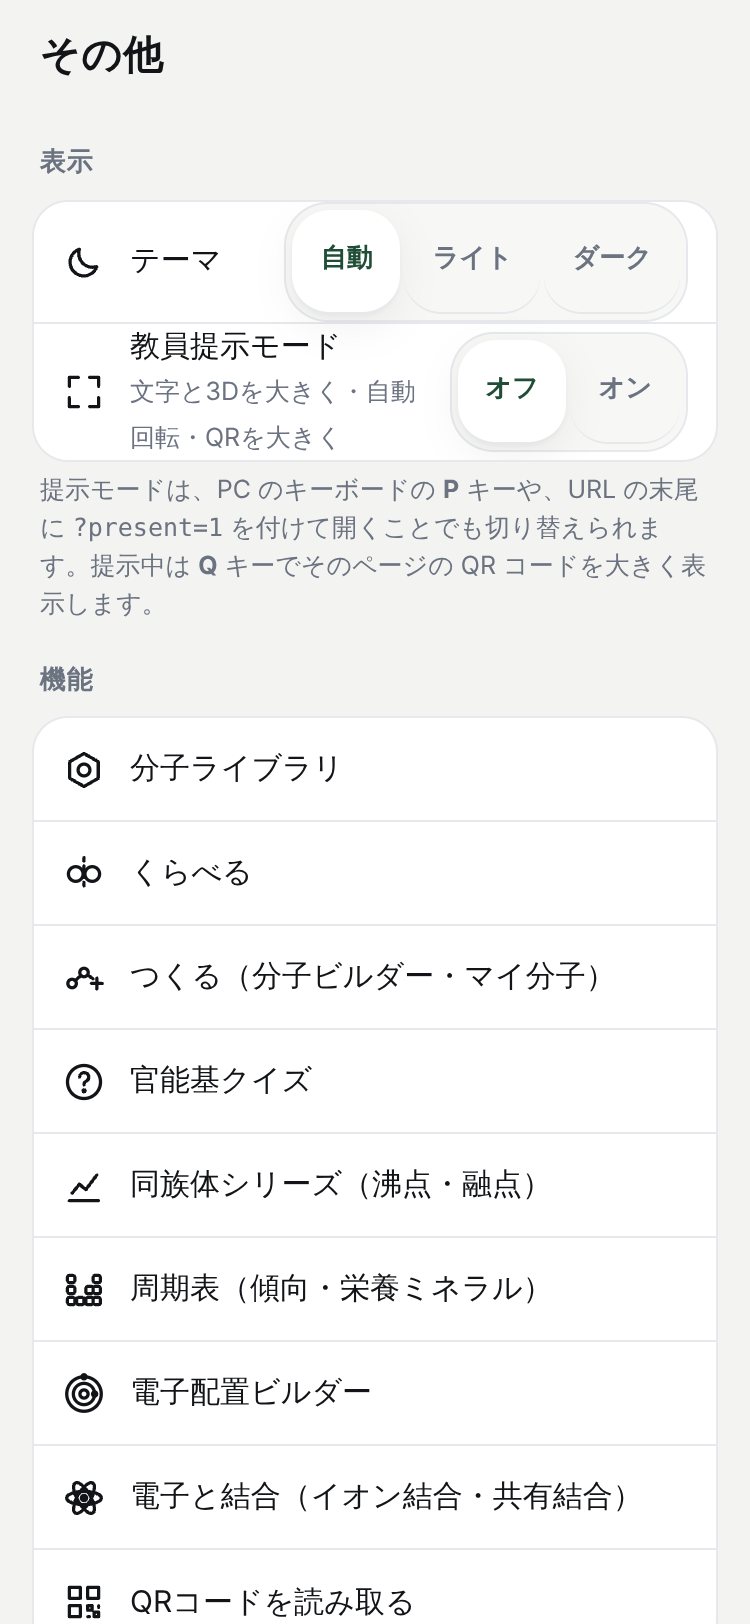 その他
表示
テーマ 自動 ライト ダーク
教員提示モード
文字と3Dを大きく・自動
回転・QRを大きく
オフ オン
提示モードは、PC のキーボードの P キーや、URL の末尾
に ?present=1 を付けて開くことでも切り替えられま
す。提示中は Q キーでそのページの QR コードを大きく表
示します。
機能
分子ライブラリ
くらべる
つくる（分子ビルダー・マイ分子）
官能基クイズ
同族体シリーズ（沸点・融点）
周期表（傾向・栄養ミネラル）
電子配置ビルダー
電子と結合（イオン結合・共有結合）
QRコードを読み取る